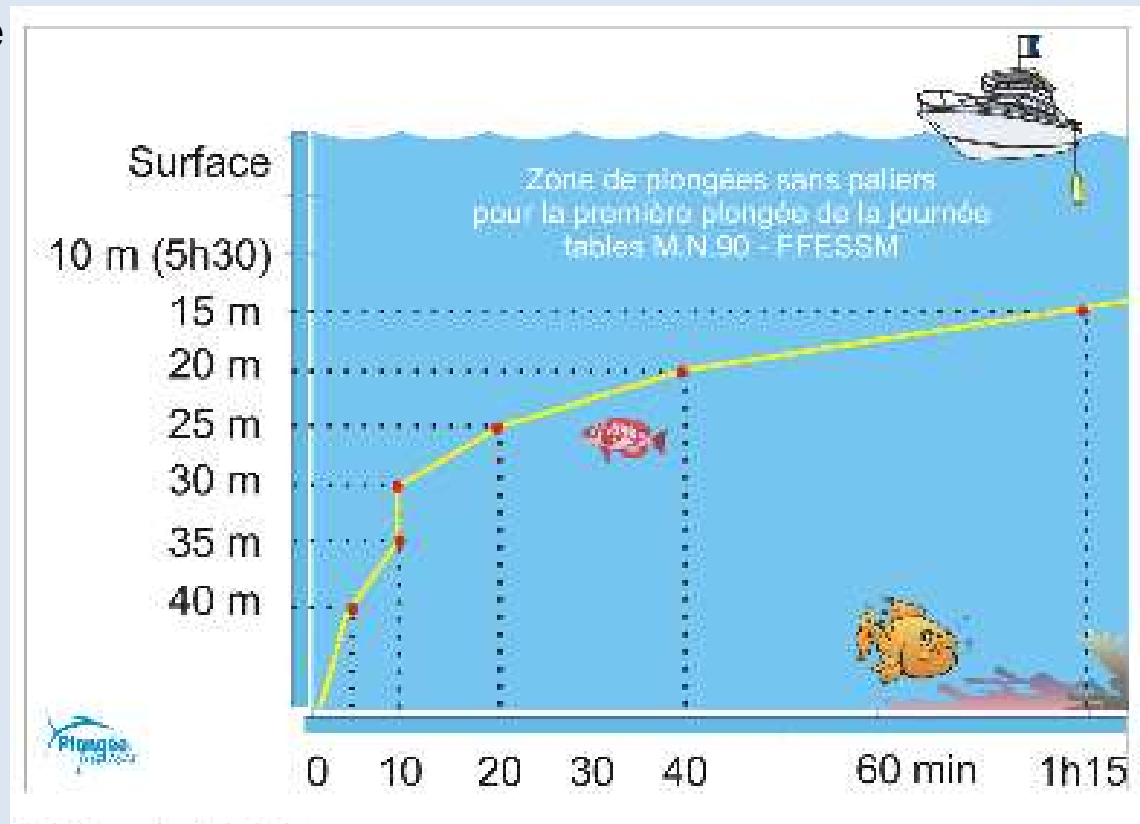 e
Zone de plongées sans paliers
pour la première plongée de la journée
tables M.N.90 - FFESSM
Surface
10 m (5h30)
15 m
20 m
25 m
30 m
35 m
40 m
Plongée
0 10 20 30 40 60 min 1h15